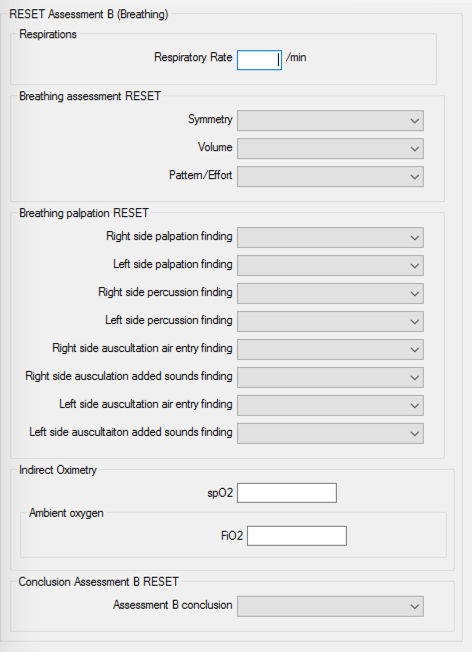 RESET Assessment B (Breathing)
Respirations
Respiratory Rate /min
Breathing assessment RESET
Symmetry
Volume
Pattern/Effort
Breathing palpation RESET
Right side palpation finding
Left side palpation finding
Right side percussion finding
Left side percussion finding
Right side auscultation air entry finding
Right side ausculation added sounds finding
Left side auscultation air entry finding
Left side auscultaiton added sounds finding
Indirect Oximetry
spO2
Ambient oxygen
FiO2
Conclusion Assessment B RESET
Assessment B conclusion